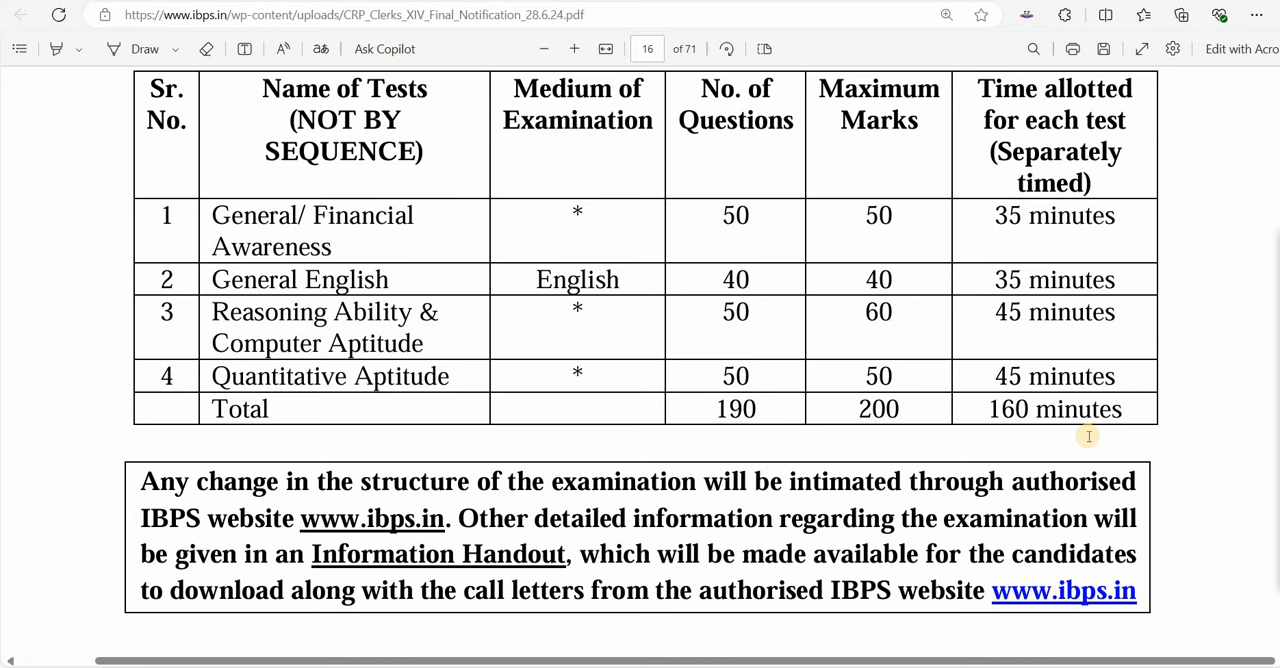 https://www.ibps.in/wp-content/uploads/CRP_Clerks_XIV_Final_Notification_28.6.24.pdf
Draw
Ask Copilot
16 of 71
Edit with Acro
Sr. No. Name of Tests (NOT BY SEQUENCE) Medium of Examination No. of Questions Maximum Marks Time allotted for each test (Separately timed)
1 General/ Financial Awareness * 50 50 35 minutes
2 General English English 40 40 35 minutes
3 Reasoning Ability & Computer Aptitude * 50 60 45 minutes
4 Quantitative Aptitude * 50 50 45 minutes
Total 190 200 160 minutes
Any change in the structure of the examination will be intimated through authorised
IBPS website www.ibps.in. Other detailed information regarding the examination will
be given in an Information Handout, which will be made available for the candidates
to download along with the call letters from the authorised IBPS website www.ibps.in